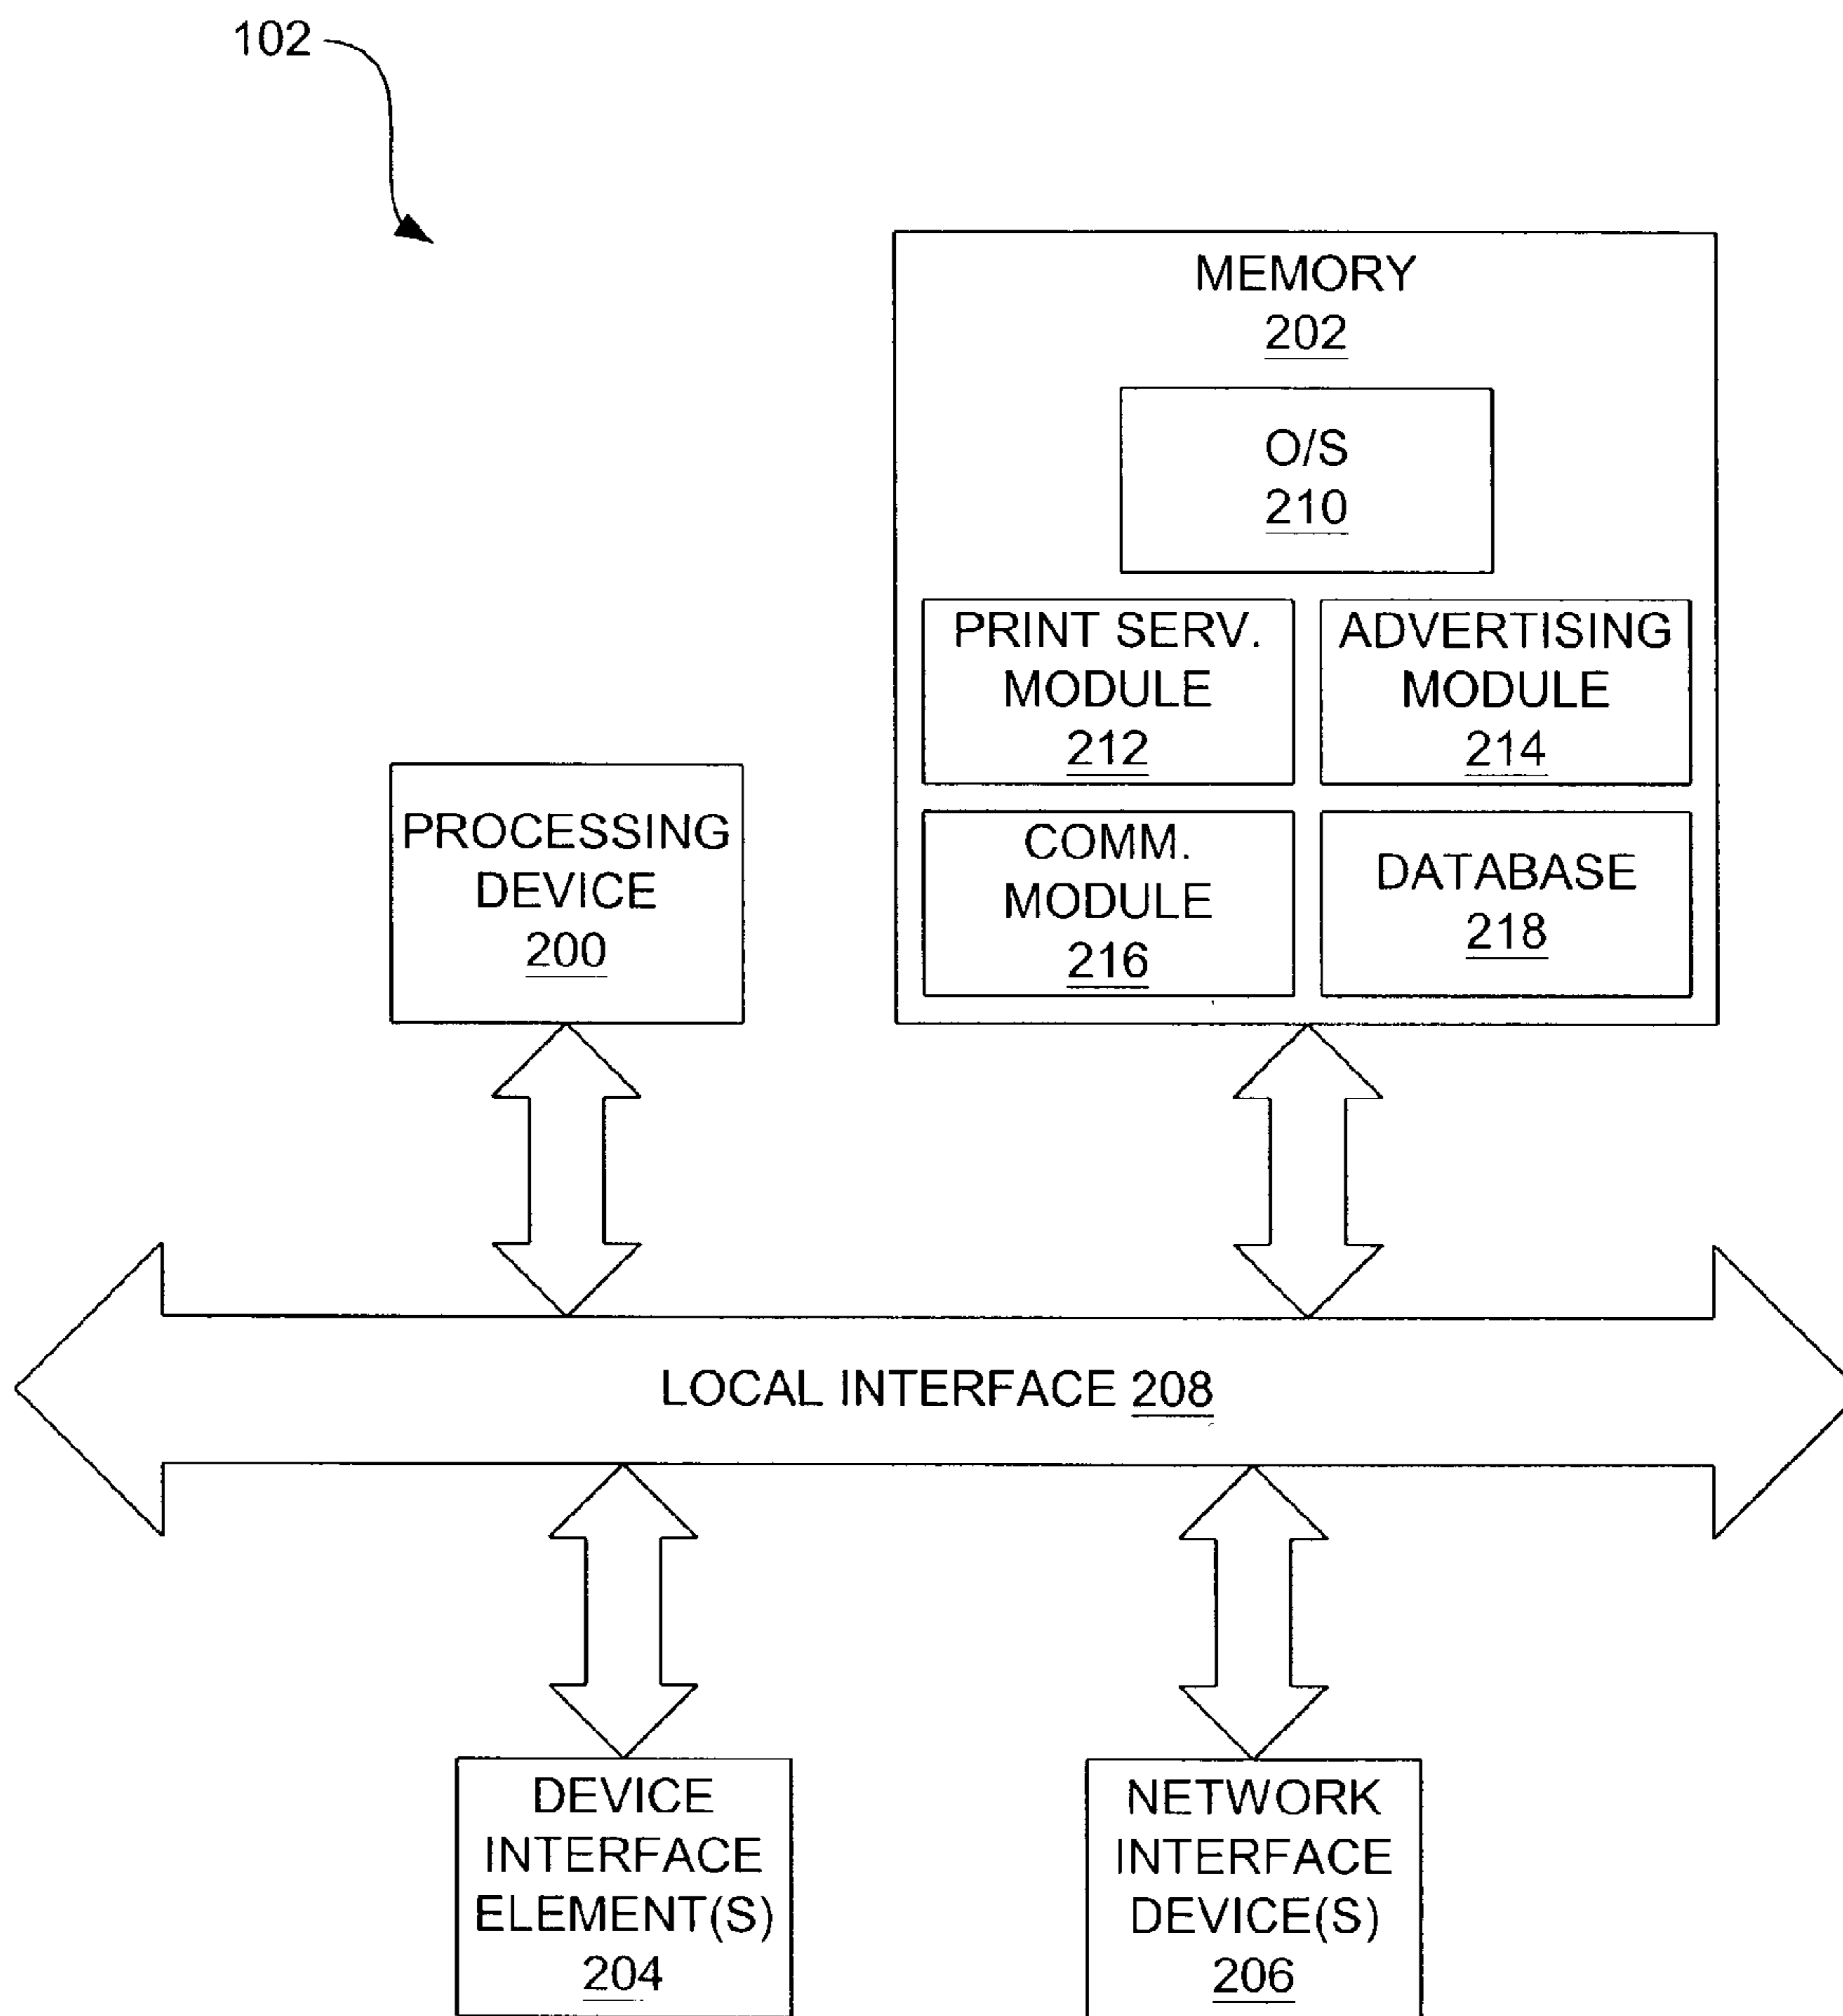 102
MEMORY
202
O/S
210
PRINT SERV.
MODULE
212
ADVERTISING
MODULE
214
PROCESSING
DEVICE
200
COMM.
MODULE
216
DATABASE
218
LOCAL INTERFACE 208
DEVICE
INTERFACE
ELEMENT(S)
204
NETWORK
INTERFACE
DEVICE(S)
206